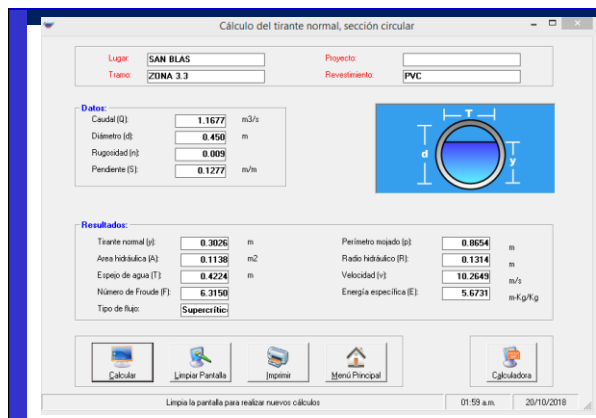 Cálculo del tirante normal, sección circular
Lugar: SAN BLAS Proyecto:
Tramo: ZONA 3.3 Revestimiento: PVC
Datos:
Caudal (Q): 1.1677 m3/s
Diámetro (d): 0.450 m
Rugosidad (n): 0.009
Pendiente (S): 0.1277 m/m
T
d
y
Resultados:
Tirante normal (y): 0.3026 m Perímetro mojado (p): 0.8654 m
Area hidráulica (A): 0.1138 m2 Radio hidráulico (R): 0.1314 m
Espejo de agua (T): 0.4224 m Velocidad (v): 10.2649 m/s
Número de Froude (F): 6.3150 Energía específica (E): 5.6731 m-Kg/Kg
Tipo de flujo: Supercrític
Calcular Limpiar Pantalla Imprimir Menú Principal Calculadora
Limpia la pantalla para realizar nuevos cálculos 01:59 a.m. 20/10/2018